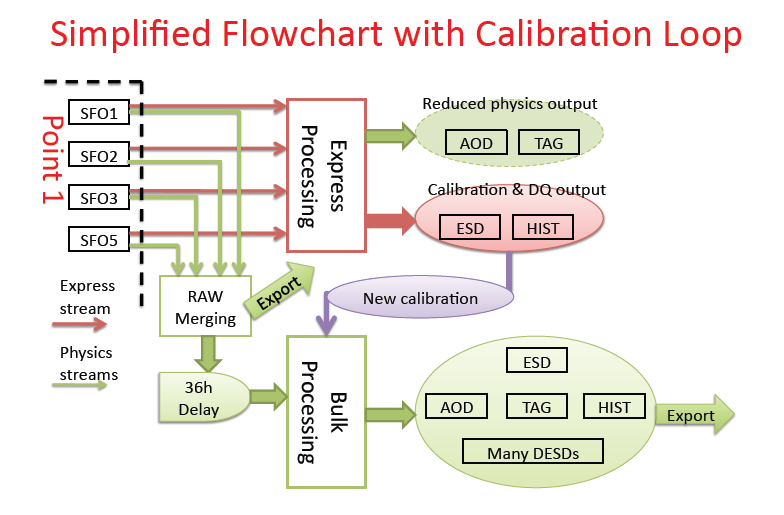 Simplified Flowchart with Calibration Loop
Point 1
SFO1
SFO2
SFO3
SFO5
Express
stream
Physics
streams
Express
Processing
Reduced physics output
AOD
TAG
Calibration & DQ output
ESD
HIST
New calibration
RAW
Merging
Export
36h
Delay
Bulk
Processing
ESD
AOD
TAG
HIST
Many DESDs
Export